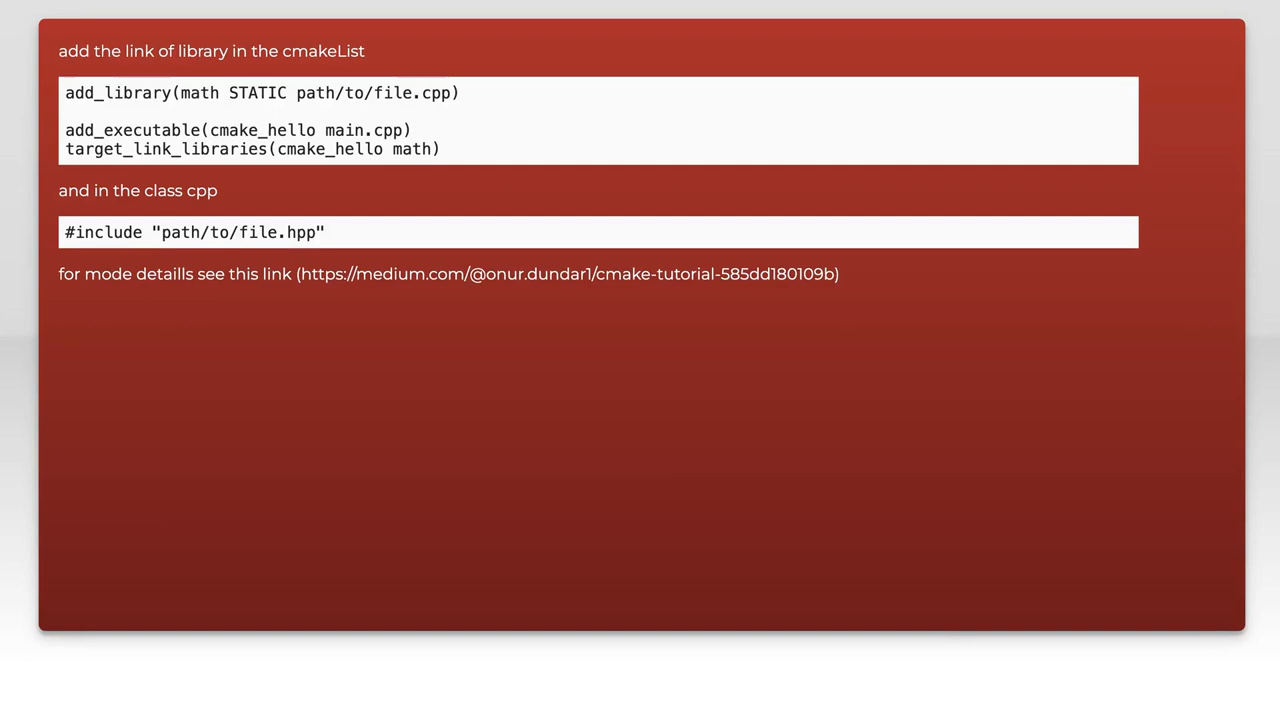 add the link of library in the cmakeList
add_library(math STATIC path/to/file.cpp)
add_executable(cmake_hello main.cpp)
target_link_libraries(cmake_hello math)
and in the class cpp
#include "path/to/file.hpp"
for mode detaills see this link (https://medium.com/@onur.dundar1/cmake-tutorial-585dd180109b)